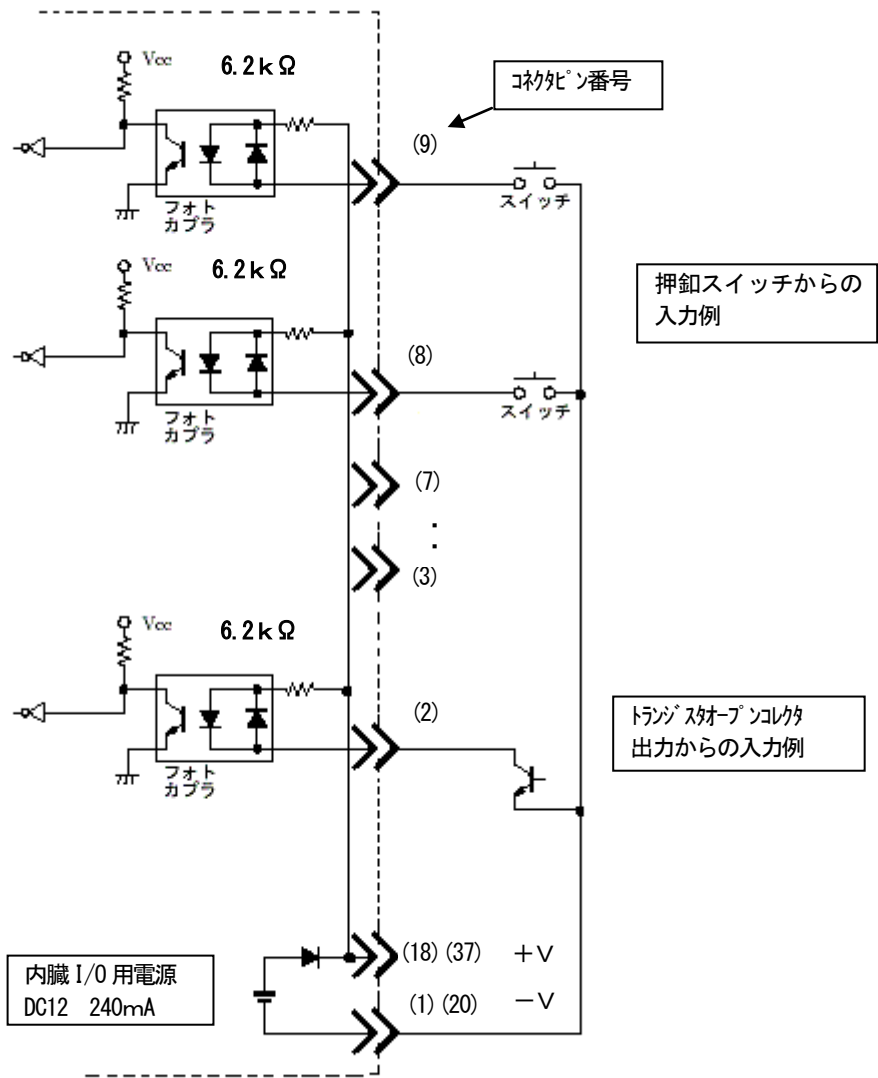 Vcc
6.2kΩ
コネクタピン番号
(9)
フォト
カプラ
スイッチ
Vcc
6.2kΩ
押釦スイッチからの
入力例
(8)
フォト
カプラ
スイッチ
(7)
:
(3)
Vcc
6.2kΩ
(2)
トランジスタオープンコレクタ
出力からの入力例
フォト
カプラ
(18)(37) +V
内臓I/O用電源
DC12 240mA
(1)(20) -V